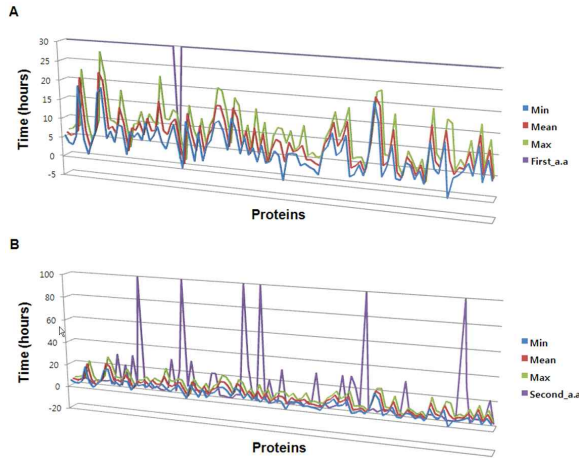 A
Time (hours)
30
25
20
15
10
5
0
-5
Proteins
Min
Mean
Max
First_a.a
B
Time (hours)
100
80
60
40
20
0
-20
Proteins
Min
Mean
Max
Second_a.a